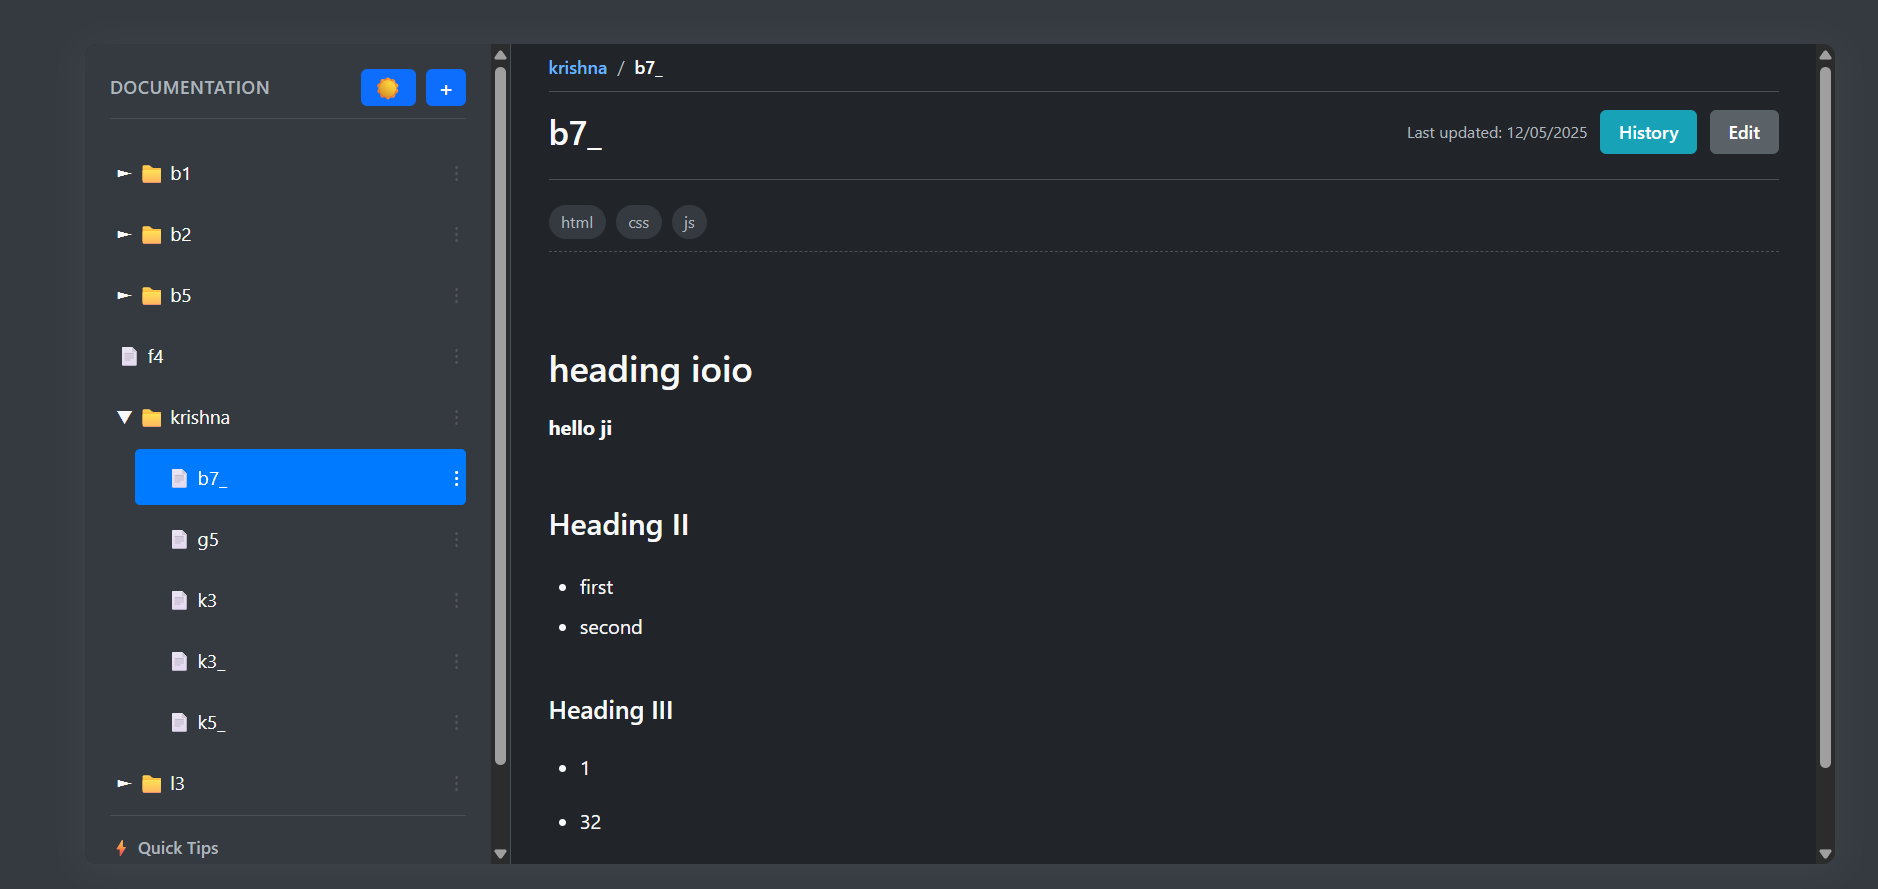 DOCUMENTATION
+
b1
b2
b5
f4
krishna
b7_
g5
k3
k3_
k5_
l3
Quick Tips
krishna / b7_
b7_
Last updated: 12/05/2025
History
Edit
html css js
heading ioio
hello ji
Heading II
• first
• second
Heading III
• 1
• 32